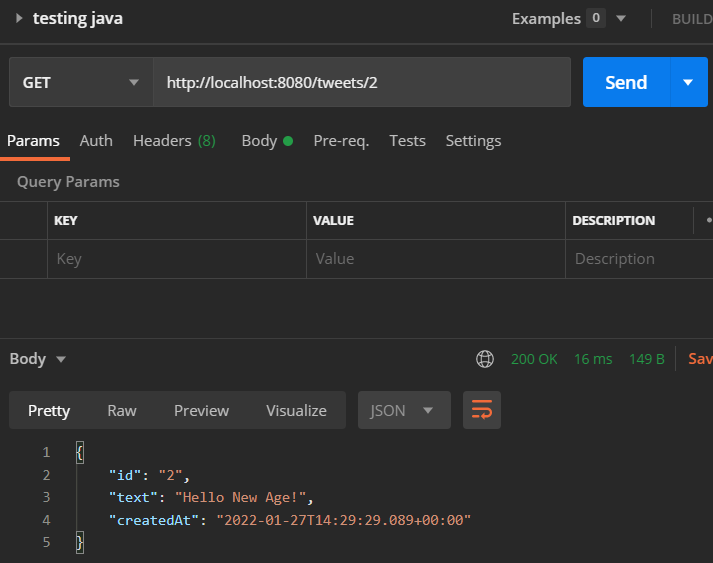 testing java Examples 0 BUILD
GET http://localhost:8080/tweets/2 Send
Params Auth Headers (8) Body Pre-req. Tests Settings
Query Params
KEY VALUE DESCRIPTION
Key Value Description
Body 200 OK 16 ms 149 B Sav
Pretty Raw Preview Visualize JSON
1 {
2 "id": "2",
3 "text": "Hello New Age!",
4 "createdAt": "2022-01-27T14:29:29.089+00:00"
5 }